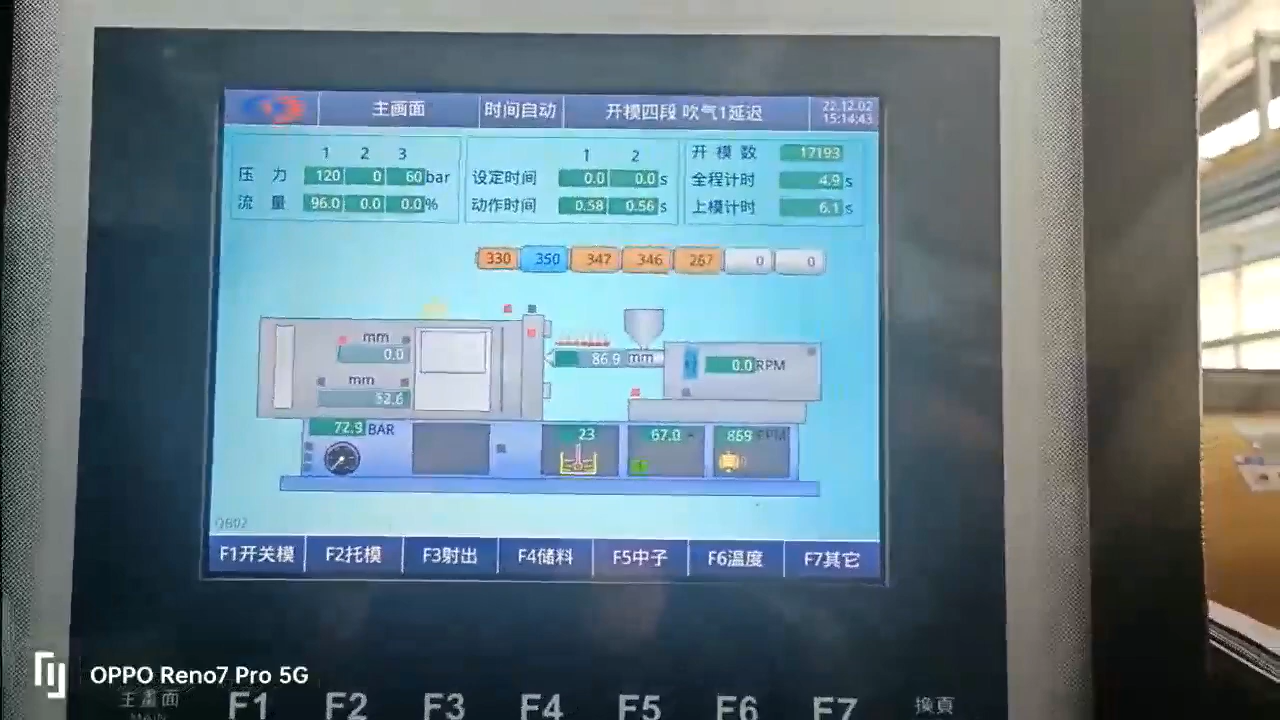 主画面 时间自动 开模四段 吹气1延迟 22.12.02
15:14:43
1 2 3
压 力 120 0 60 bar
流 量 96.0 0.0 0.0 %
1 2
设定时间 0.0 0.0 s
动作时间 0.58 0.56 s
开 模 数 17193
全程计时 4.9 s
上模计时 6.1 s
330 350 347 346 267 0 0
mm
0.0
mm
52.6
86.9 mm
0.0 RPM
72.9 BAR
23
67.0
869 RPM
QB02
F1开关模 F2托模 F3射出 F4储料 F5中子 F6温度 F7其它
OPPO Reno7 Pro 5G
主畫面 F1 F2 F3 F4 F5 F6 F7 換頁